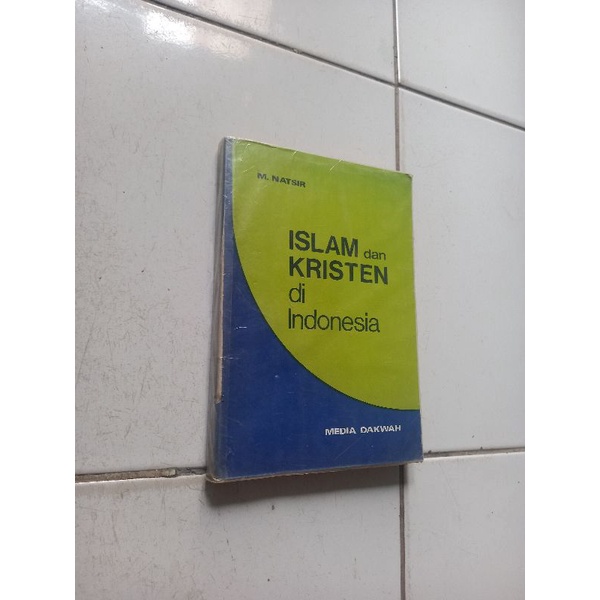 M. NATSIR
ISLAM dan
KRISTEN
di
Indonesia
MEDIA DAKWAH